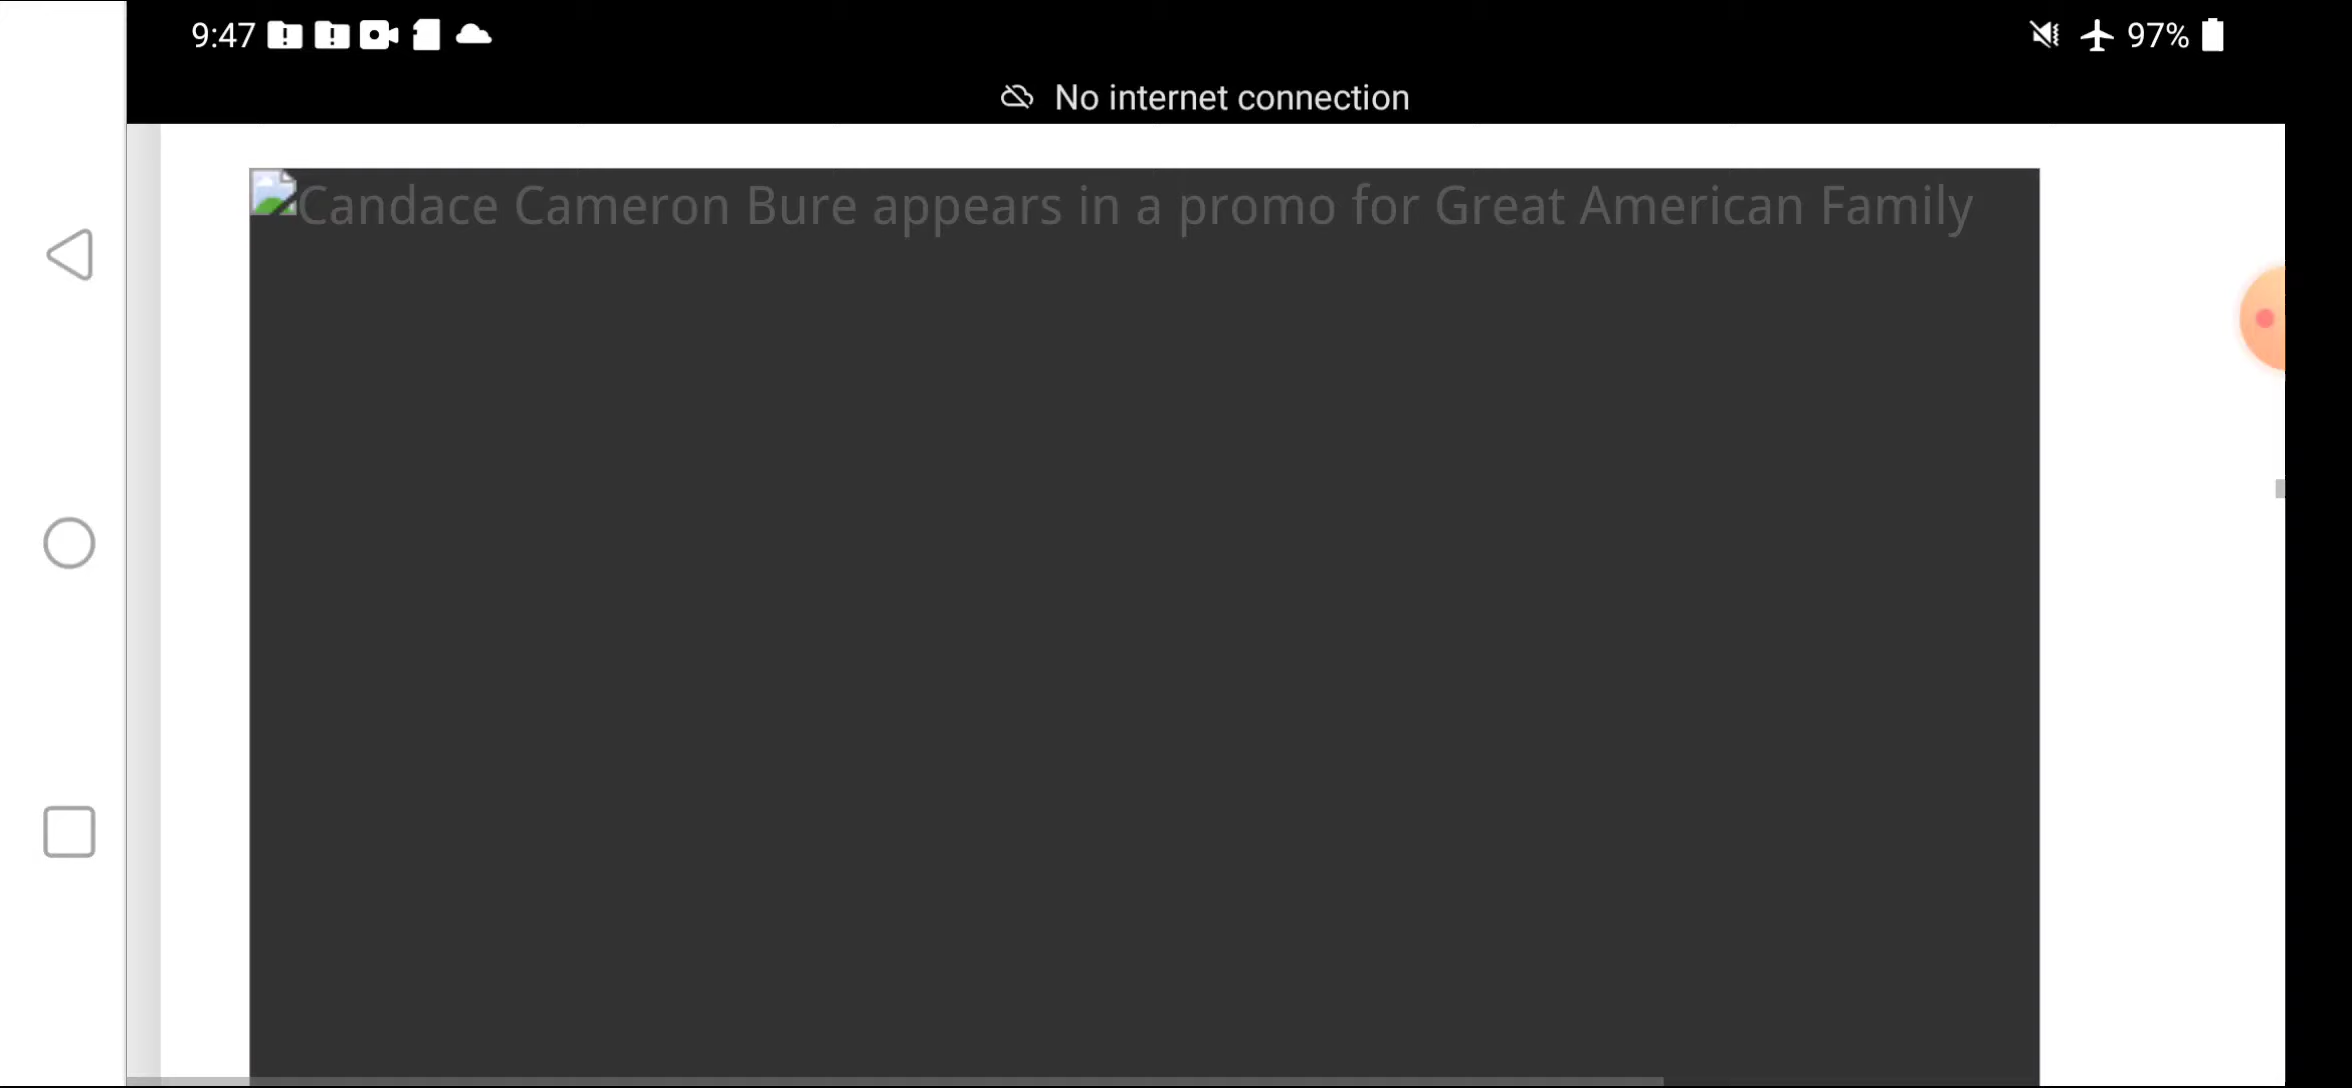 9:47
97%
No internet connection
Candace Cameron Bure appears in a promo for Great American Family